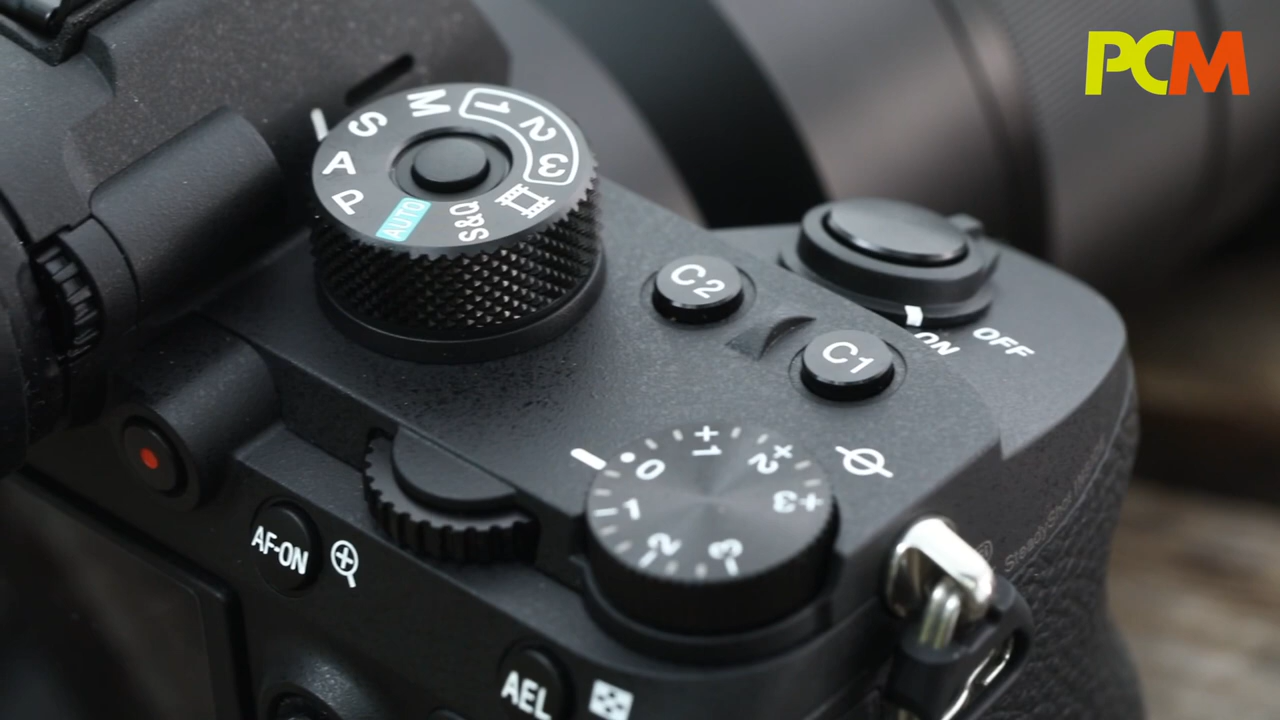 PCM
M
1
2
3
S
A
P
AUTO
S&Q
C2
C1
ON
OFF
+1
+2
+3
0
-1
-2
-3
AF-ON
SteadyShot
AEL